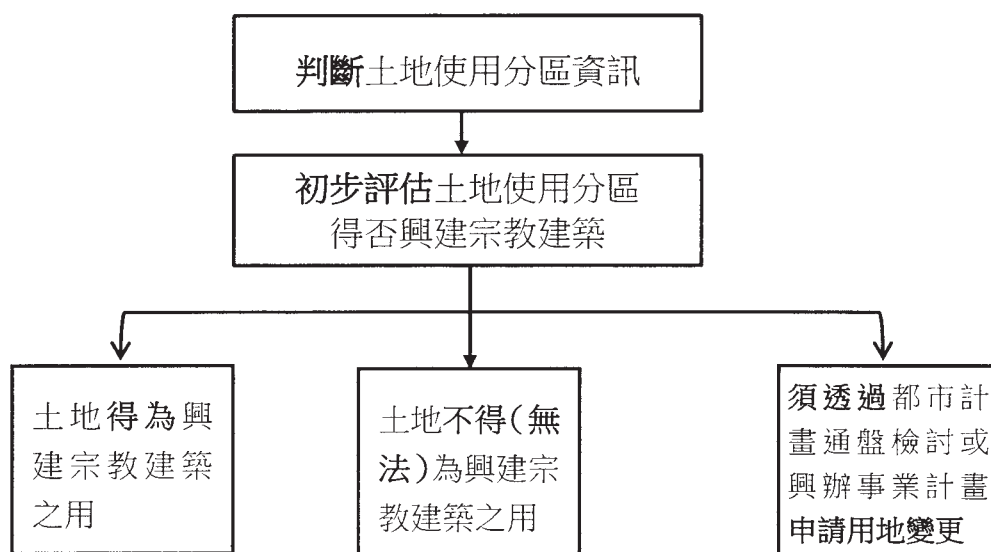 判斷土地使用分區資訊
初步評估土地使用分區
得否興建宗教建築
土地得為興
建宗教建築
之用
土地不得(無
法)為興建宗
教建築之用
須透過都市計
畫通盤檢討或
興辦事業計畫
申請用地變更